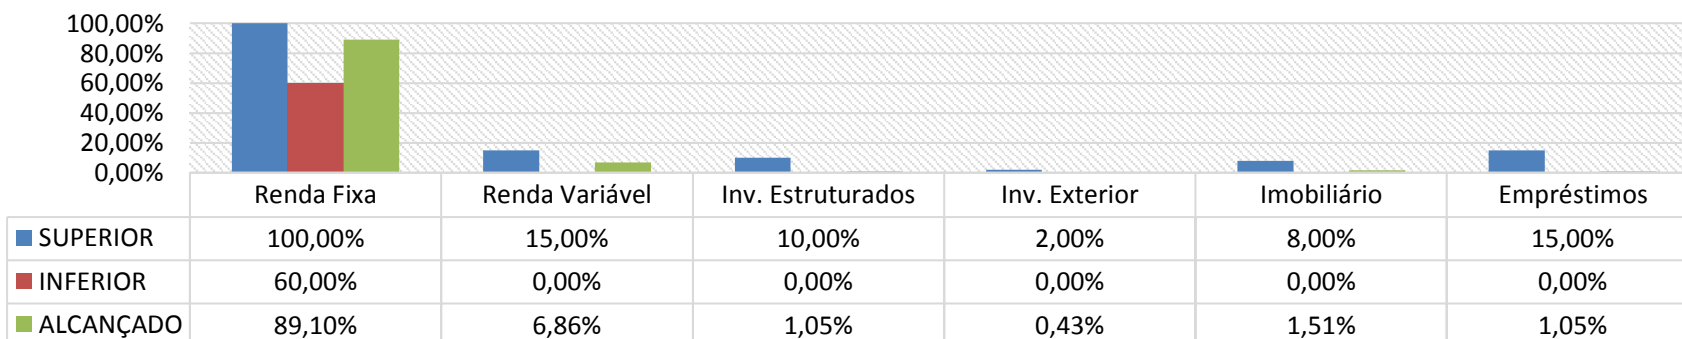 100,00%
80,00%
60,00%
40,00%
20,00%
0,00%
Renda Fixa Renda Variável Inv. Estruturados Inv. Exterior Imobiliário Empréstimos
SUPERIOR 100,00% 15,00% 10,00% 2,00% 8,00% 15,00%
INFERIOR 60,00% 0,00% 0,00% 0,00% 0,00% 0,00%
ALCANÇADO 89,10% 6,86% 1,05% 0,43% 1,51% 1,05%